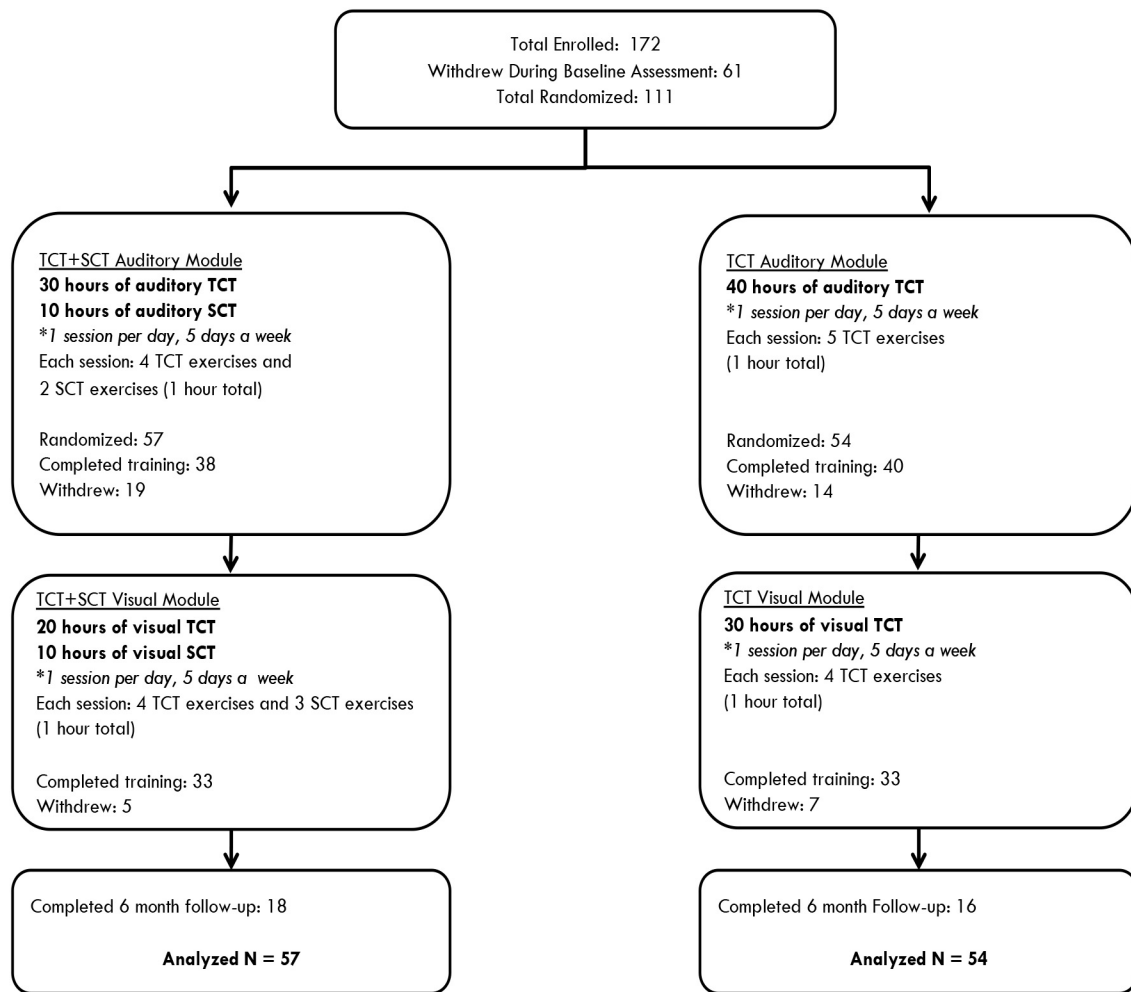 Total Enrolled: 172
Withdrew During Baseline Assessment: 61
Total Randomized: 111
TCT+SCT Auditory Module
30 hours of auditory TCT
10 hours of auditory SCT
*1 session per day, 5 days a week
Each session: 4 TCT exercises and
2 SCT exercises (1 hour total)
Randomized: 57
Completed training: 38
Withdrew: 19
TCT Auditory Module
40 hours of auditory TCT
*1 session per day, 5 days a week
Each session: 5 TCT exercises
(1 hour total)
Randomized: 54
Completed training: 40
Withdrew: 14
TCT+SCT Visual Module
20 hours of visual TCT
10 hours of visual SCT
*1 session per day, 5 days a week
Each session: 4 TCT exercises and 3 SCT exercises
(1 hour total)
Completed training: 33
Withdrew: 5
TCT Visual Module
30 hours of visual TCT
*1 session per day, 5 days a week
Each session: 4 TCT exercises
(1 hour total)
Completed training: 33
Withdrew: 7
Completed 6 month follow-up: 18
Analyzed N = 57
Completed 6 month Follow-up: 16
Analyzed N = 54